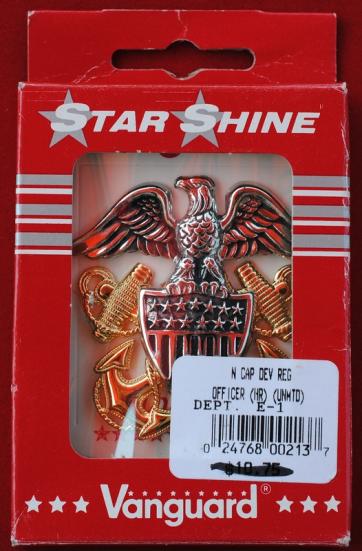 STAR SHINE
N CAP DEV REG
OFFICER (HR) (UNMTD)
DEPT. E-1
0 24768 00213 7
$10.75
Vanguard®